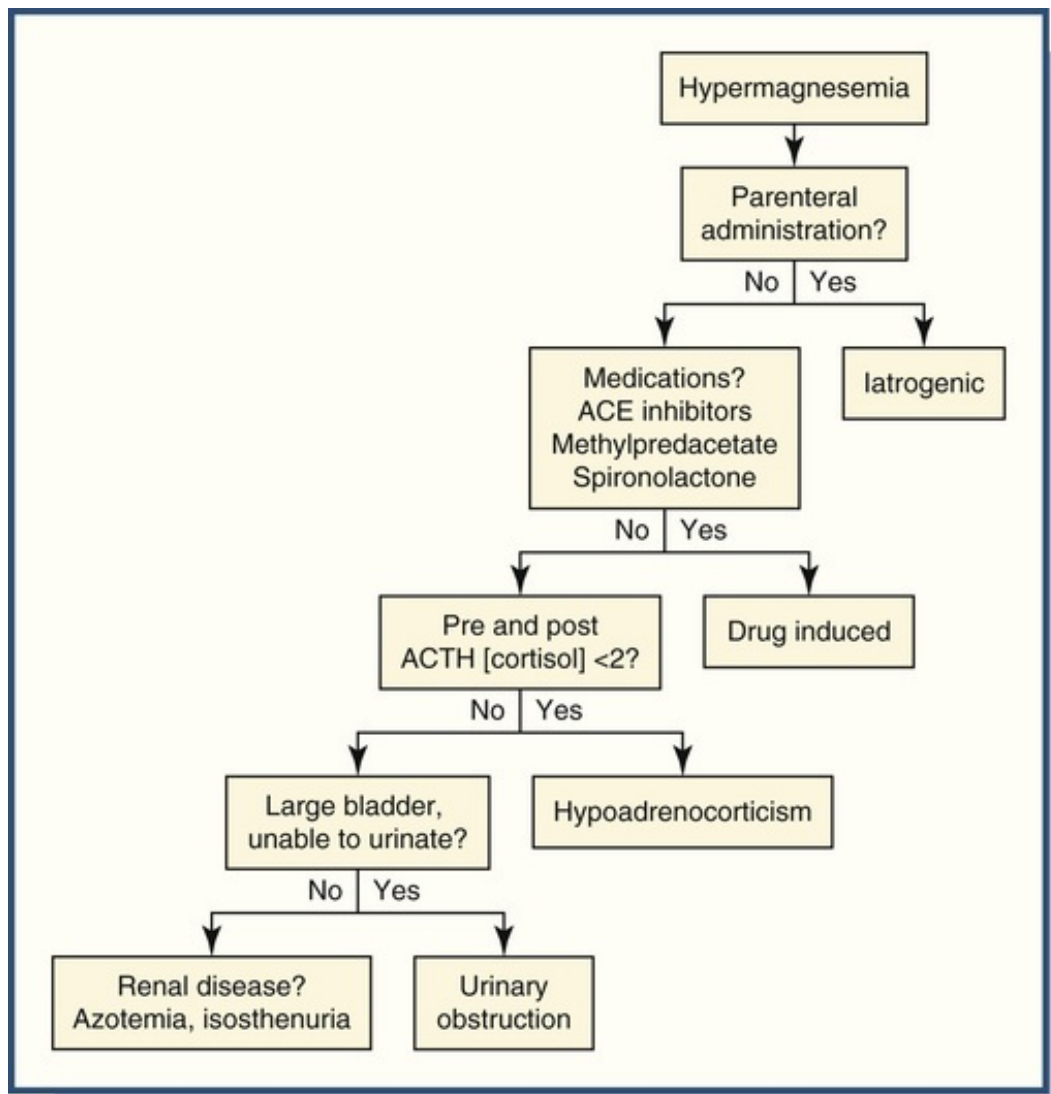 Hypermagnesemia
Parenteral
administration?
No Yes
Medications?
ACE inhibitors
Methylpredacetate
Spironolactone
Iatrogenic
No Yes
Pre and post
ACTH [cortisol] <2?
Drug induced
No Yes
Large bladder,
unable to urinate?
Hypoadrenocorticism
No Yes
Renal disease?
Azotemia, isosthenuria
Urinary
obstruction